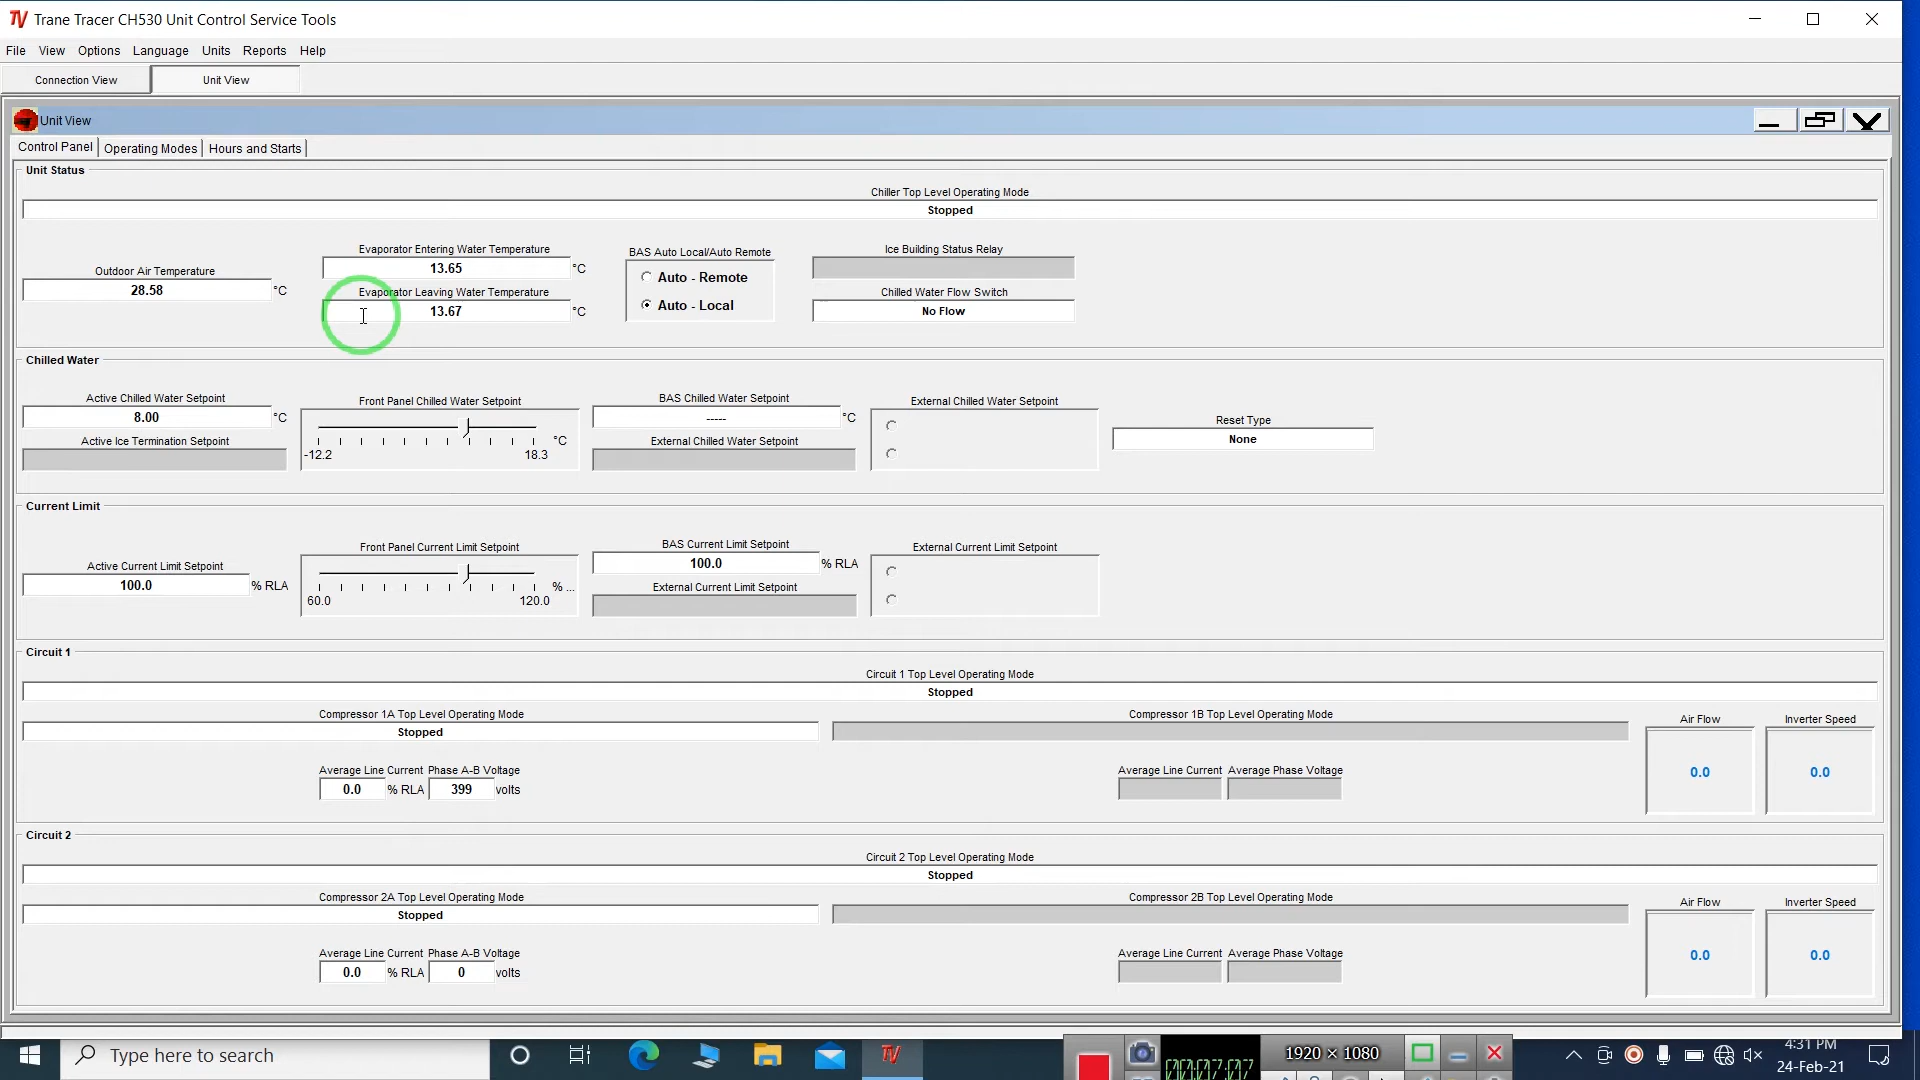 Trane Tracer CH530 Unit Control Service Tools
File View Options Language Units Reports Help
Connection View Unit View
Unit View
Control Panel Operating Modes Hours and Starts
Unit Status
Chiller Top Level Operating Mode
Stopped
Outdoor Air Temperature
28.58 °C
Evaporator Entering Water Temperature
13.65 °C
Evaporator Leaving Water Temperature
13.67 °C
BAS Auto Local/Auto Remote
Auto - Remote
Auto - Local
Ice Building Status Relay
Chilled Water Flow Switch
No Flow
Chilled Water
Active Chilled Water Setpoint
8.00 °C
Active Ice Termination Setpoint
Front Panel Chilled Water Setpoint
°C
-12.2 18.3
BAS Chilled Water Setpoint
----- °C
External Chilled Water Setpoint
External Chilled Water Setpoint
Reset Type
None
Current Limit
Active Current Limit Setpoint
100.0 % RLA
Front Panel Current Limit Setpoint
% ...
60.0 120.0
BAS Current Limit Setpoint
100.0 % RLA
External Current Limit Setpoint
External Current Limit Setpoint
Circuit 1
Circuit 1 Top Level Operating Mode
Stopped
Compressor 1A Top Level Operating Mode
Stopped
Average Line Current Phase A-B Voltage
0.0 % RLA 399 volts
Compressor 1B Top Level Operating Mode
Average Line Current Average Phase Voltage
Air Flow
0.0
Inverter Speed
0.0
Circuit 2
Circuit 2 Top Level Operating Mode
Stopped
Compressor 2A Top Level Operating Mode
Stopped
Average Line Current Phase A-B Voltage
0.0 % RLA 0 volts
Compressor 2B Top Level Operating Mode
Average Line Current Average Phase Voltage
Air Flow
0.0
Inverter Speed
0.0
Type here to search
1920 × 1080
4:31 PM
24-Feb-21